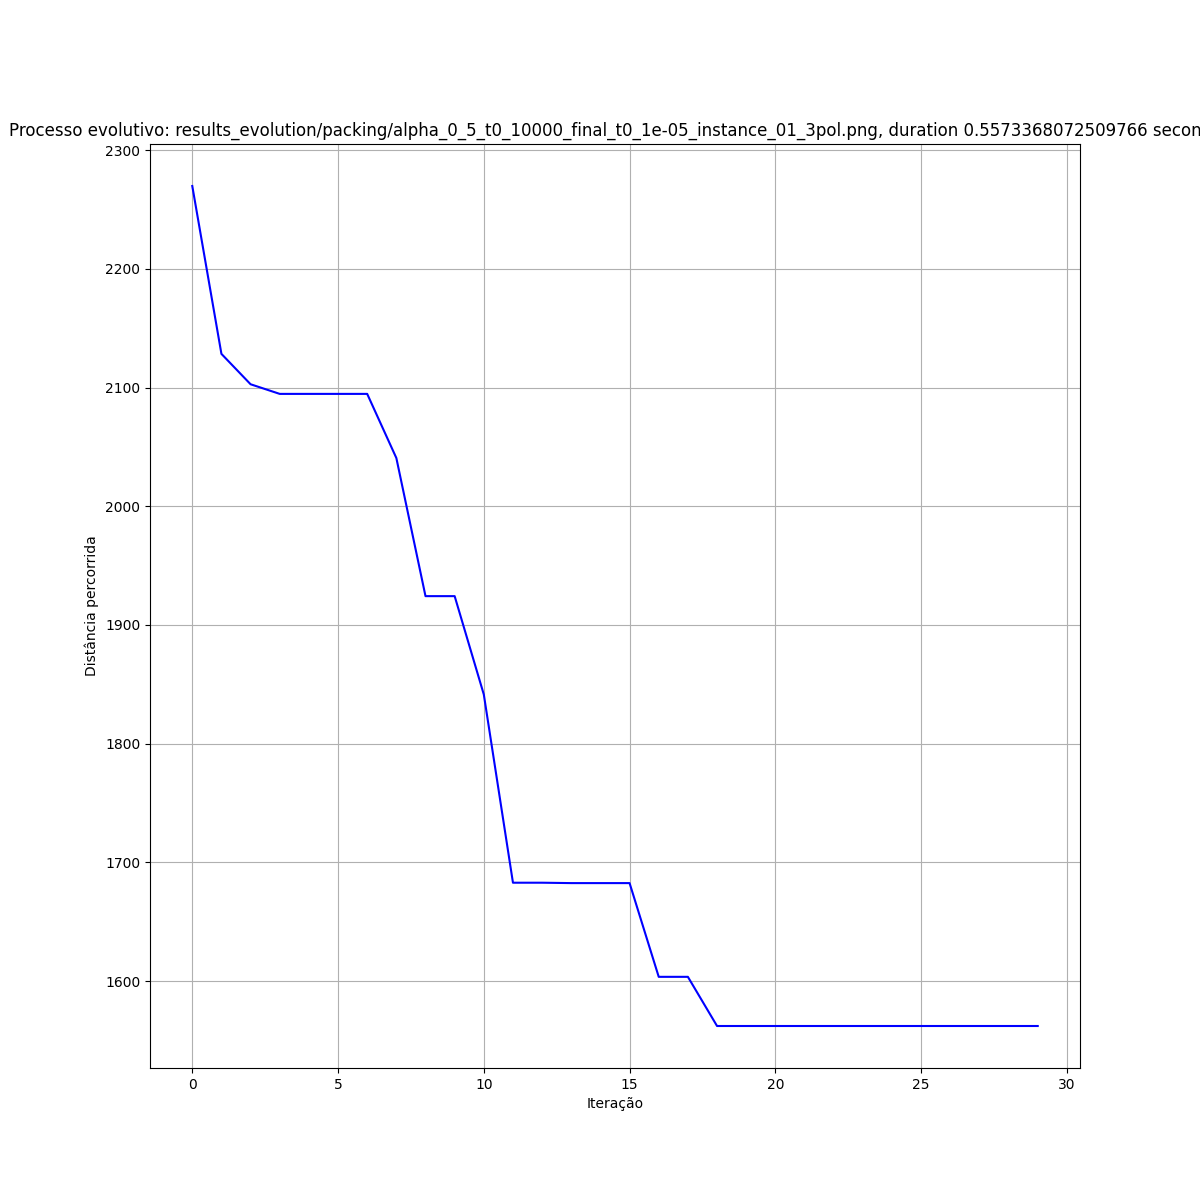 Processo evolutivo: results_evolution/packing/alpha_0_5_t0_10000_final_t0_1e-05_instance_01_3pol.png, duration 0.5573368072509766 secon
2300
2200
2100
2000
1900
1800
1700
1600
Distância percorrida
0 5 10 15 20 25 30
Iteração